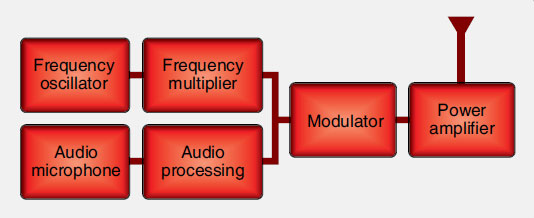 Frequency
oscillator
Frequency
multiplier
Audio
microphone
Audio
processing
Modulator
Power
amplifier